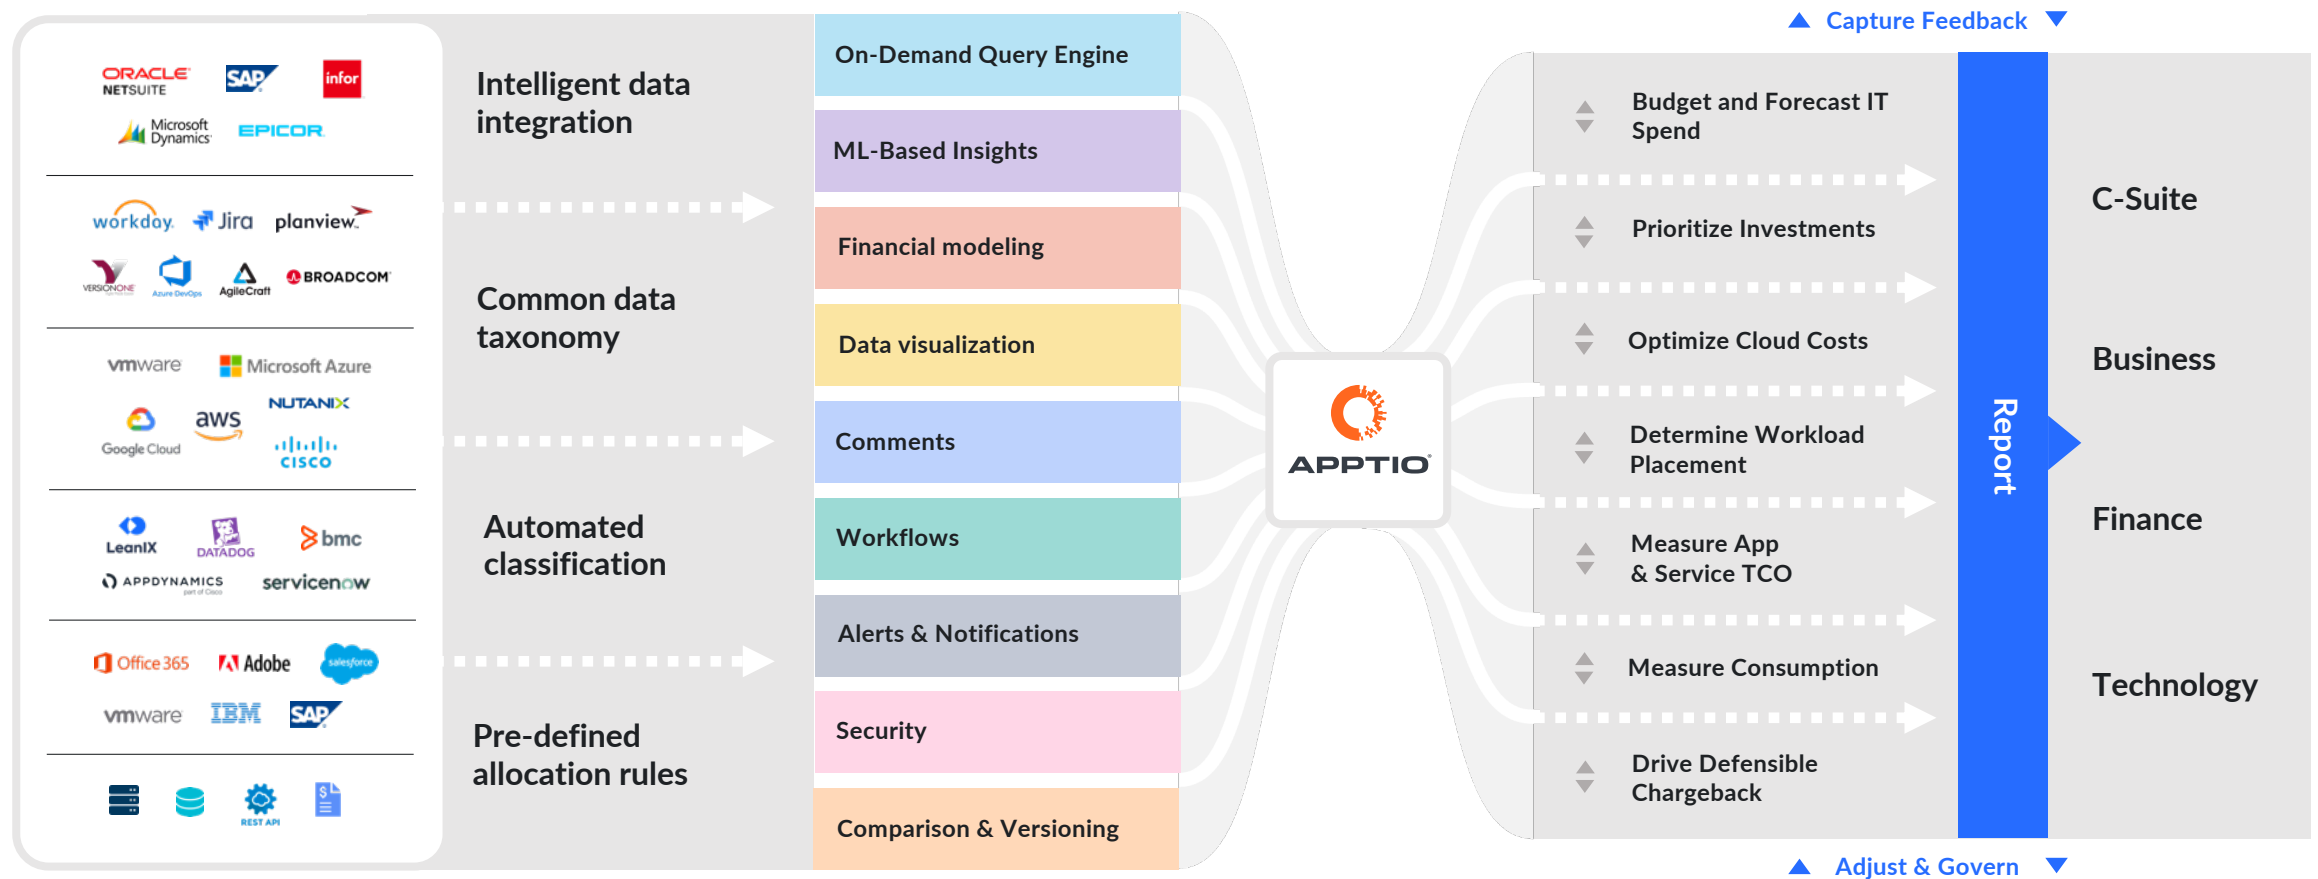 ORACLE
NETSUITE
SAP
infor
Microsoft
Dynamics
EPICOR
workday.
Jira
planview
VERSIONONE
Azure DevOps
AgileCraft
BROADCOM
vmware
Microsoft Azure
Google Cloud
aws
NUTANIX
CISCO
LeanIX
DATADOG
bmc
APPDYNAMICS
part of Cisco
servicenow
Office 365
Adobe
salesforce
vmware
IBM
SAP
REST API
Intelligent data
integration
Common data
taxonomy
Automated
classification
Pre-defined
allocation rules
On-Demand Query Engine
ML-Based Insights
Financial modeling
Data visualization
Comments
Workflows
Alerts & Notifications
Security
Comparison & Versioning
APPTIO
Capture Feedback
Budget and Forecast IT
Spend
Prioritize Investments
Optimize Cloud Costs
Determine Workload
Placement
Measure App
& Service TCO
Measure Consumption
Drive Defensible
Chargeback
Report
C-Suite
Business
Finance
Technology
Adjust & Govern